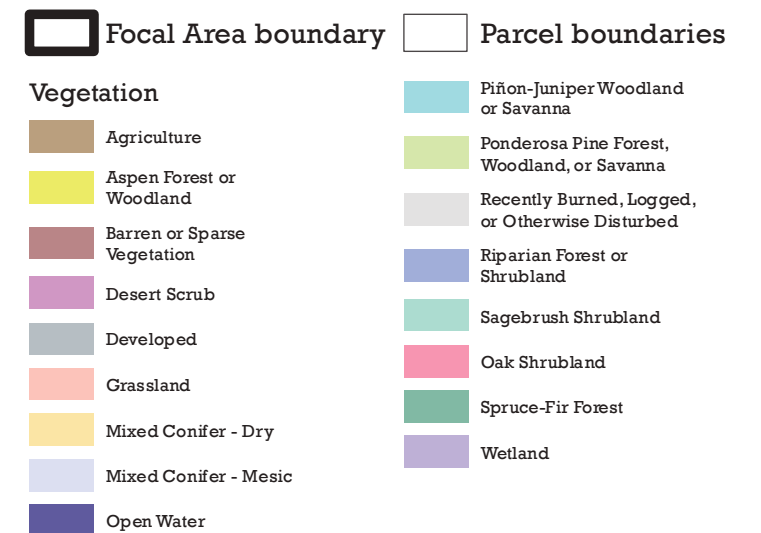 Focal Area boundary
Parcel boundaries
Vegetation
Agriculture
Aspen Forest or
Woodland
Barren or Sparse
Vegetation
Desert Scrub
Developed
Grassland
Mixed Conifer - Dry
Mixed Conifer - Mesic
Open Water
Piñon-Juniper Woodland
or Savanna
Ponderosa Pine Forest,
Woodland, or Savanna
Recently Burned, Logged,
or Otherwise Disturbed
Riparian Forest or
Shrubland
Sagebrush Shrubland
Oak Shrubland
Spruce-Fir Forest
Wetland